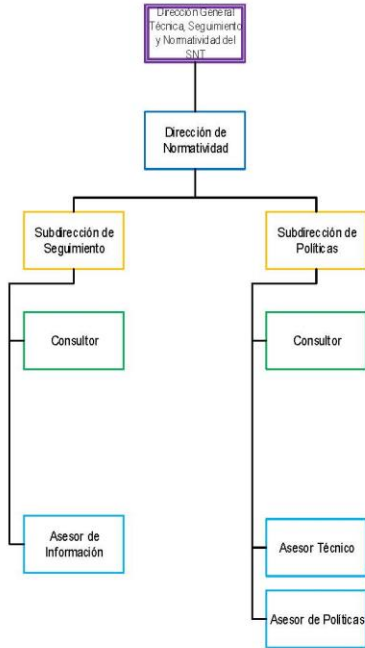 Dirección General
Técnica, Seguimiento
y Normatividad del
SNT
Dirección de
Normatividad
Subdirección de
Seguimiento
Subdirección de
Políticas
Consultor
Consultor
Asesor de
Información
Asesor Técnico
Asesor de Políticas